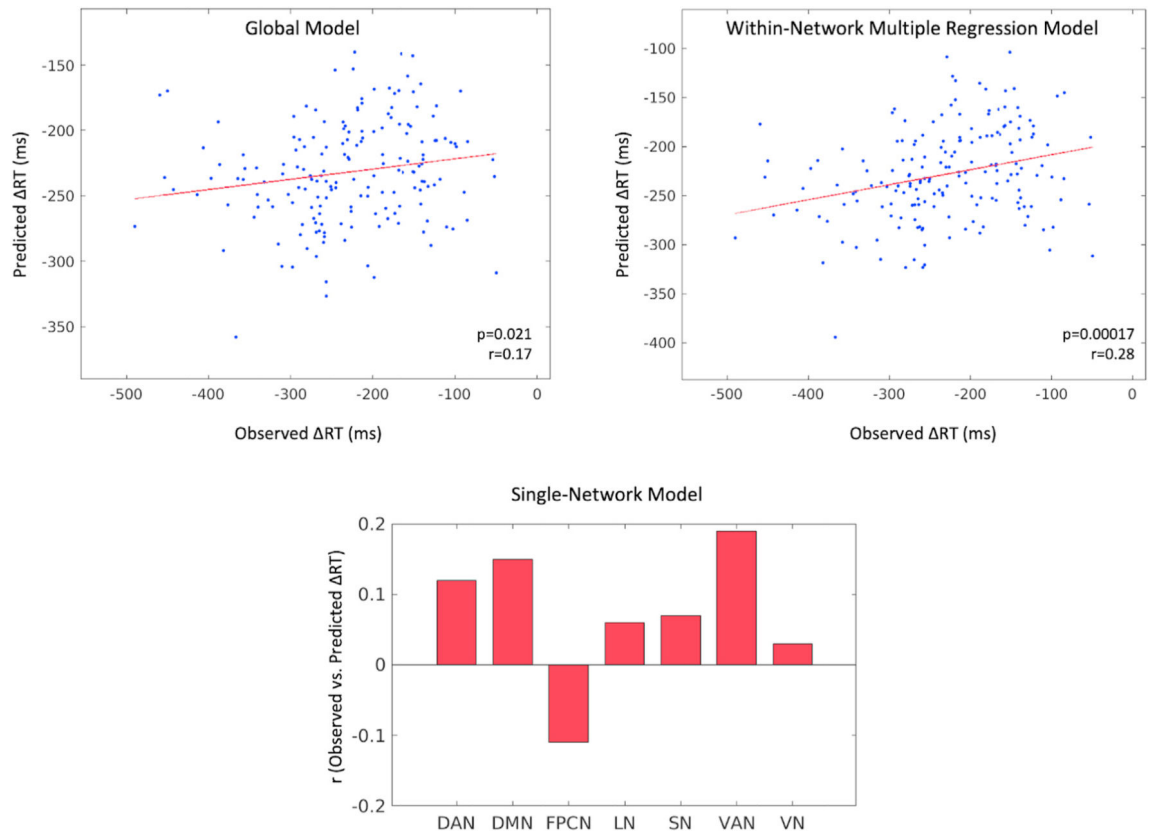 Global Model
Predicted ΔRT (ms)
-150
-200
-250
-300
-350
p=0.021
r=0.17
-500 -400 -300 -200 -100 0
Observed ΔRT (ms)
Within-Network Multiple Regression Model
Predicted ΔRT (ms)
-100
-150
-200
-250
-300
-350
-400
p=0.00017
r=0.28
-500 -400 -300 -200 -100 0
Observed ΔRT (ms)
Single-Network Model
r (Observed vs. Predicted ΔRT)
0.2
0.1
0
-0.1
-0.2
DAN DMN FPCN LN SN VAN VN